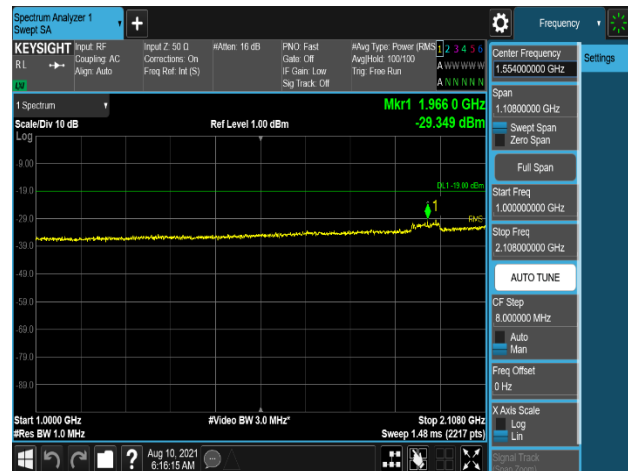 Spectrum Analyzer 1
Swept SA
Frequency
KEYSIGHT
RL
Input: RF
Coupling: AC
Align: Auto
Input Z: 50 Ω
Corrections: On
Freq Ref: Int (S)
#Atten: 16 dB
PNO: Fast
Gate: Off
IF Gain: Low
Sig Track: Off
#Avg Type: Power (RMS
Avg|Hold: 100/100
Trig: Free Run
1 2 3 4 5 6
A W W W W W
A N N N N N
1 Spectrum
Mkr1 1.966 0 GHz
Scale/Div 10 dB
Ref Level 1.00 dBm
-29.349 dBm
Log
-9.00
-19.0
DL1 -19.00 dBm
1
-29.0
RMS
-39.0
-49.0
-59.0
-69.0
-79.0
-89.0
Start 1.0000 GHz
#Video BW 3.0 MHz*
Stop 2.1080 GHz
#Res BW 1.0 MHz
Sweep 1.48 ms (2217 pts)
Aug 10, 2021
6:16:15 AM
Center Frequency
1.554000000 GHz
Settings
Span
1.10800000 GHz
Swept Span
Zero Span
Full Span
Start Freq
1.000000000 GHz
Stop Freq
2.108000000 GHz
AUTO TUNE
CF Step
8.000000 MHz
Auto
Man
Freq Offset
0 Hz
X Axis Scale
Log
Lin
Signal Track
(Span Zoom)